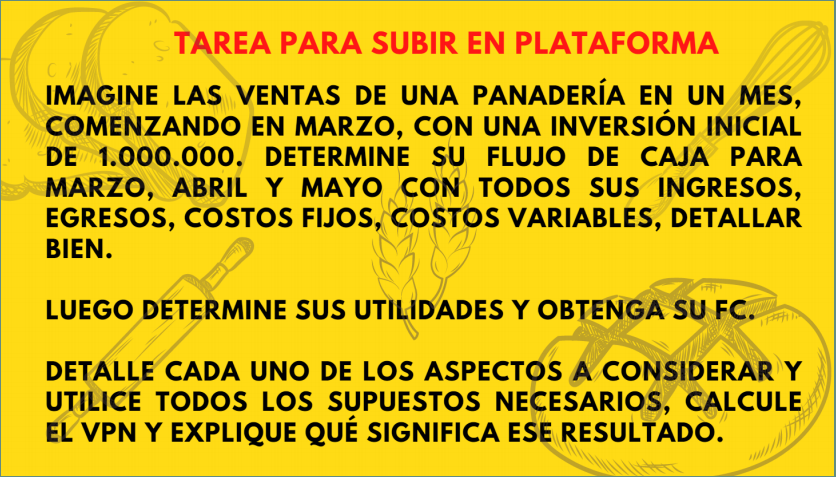 TAREA PARA SUBIR EN PLATAFORMA
IMAGINE LAS VENTAS DE UNA PANADERÍA EN UN MES,
COMENZANDO EN MARZO, CON UNA INVERSIÓN INICIAL
DE 1.000.000. DETERMINE SU FLUJO DE CAJA PARA
MARZO, ABRIL Y MAYO CON TODOS SUS INGRESOS,
EGRESOS, COSTOS FIJOS, COSTOS VARIABLES, DETALLAR
BIEN.
LUEGO DETERMINE SUS UTILIDADES Y OBTENGA SU FC.
DETALLE CADA UNO DE LOS ASPECTOS A CONSIDERAR Y
UTILICE TODOS LOS SUPUESTOS NECESARIOS, CALCULE
EL VPN Y EXPLIQUE QUÉ SIGNIFICA ESE RESULTADO.